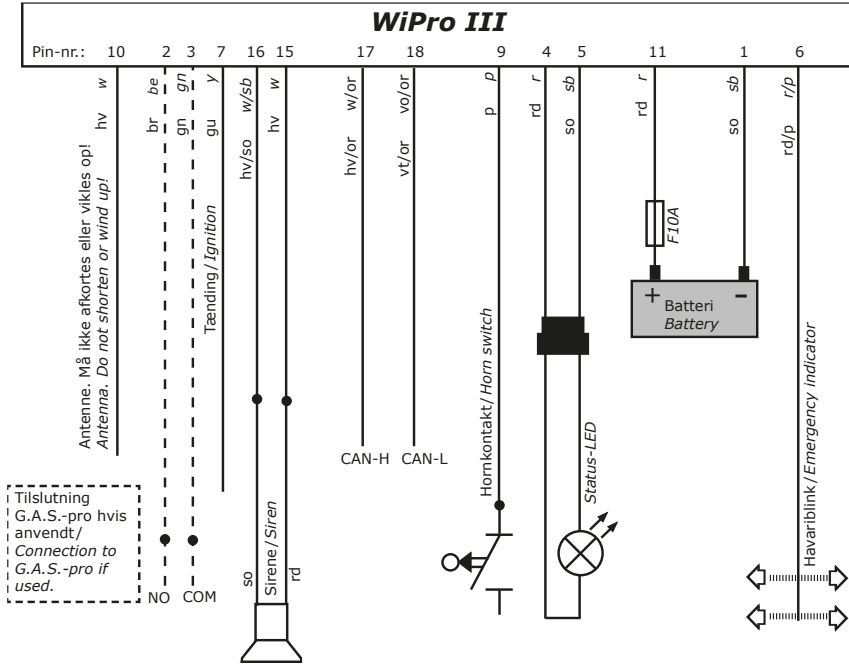 WiPro III
Pin-nr.: 10 2 3 7 16 15 17 18 9 4 5 11 1 6
hv w
br be
gn gn
gu y
hv/so w/sb
hv w
hv/or w/or
vt/or vo/or
p p
rd r
so sb
rd r
so sb
rd/p r/p
Antenne. Må ikke afkortes eller vikles op!
Antenna. Do not shorten or wind up!
Tænding/Ignition
Sirene/Siren
so
rd
CAN-H CAN-L
Hornkontakt/Horn switch
Status-LED
F10A
+ -
Batteri
Battery
Havariblink/Emergency indicator
Tilslutning
G.A.S.-pro hvis
anvendt/
Connection to
G.A.S.-pro if
used.
NO COM